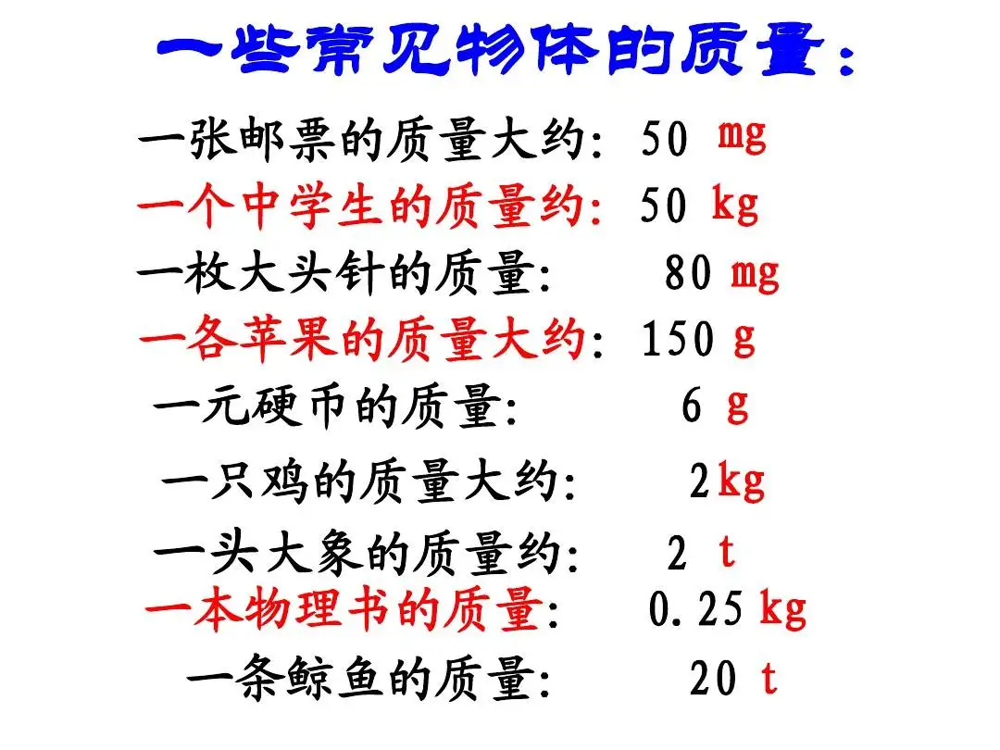 一些常见物体的质量：
一张邮票的质量大约：50 mg
一个中学生的质量约：50 kg
一枚大头针的质量： 80 mg
一各苹果的质量大约：150 g
一元硬币的质量： 6 g
一只鸡的质量大约： 2kg
一头大象的质量约： 2 t
一本物理书的质量： 0.25 kg
一条鲸鱼的质量： 20 t